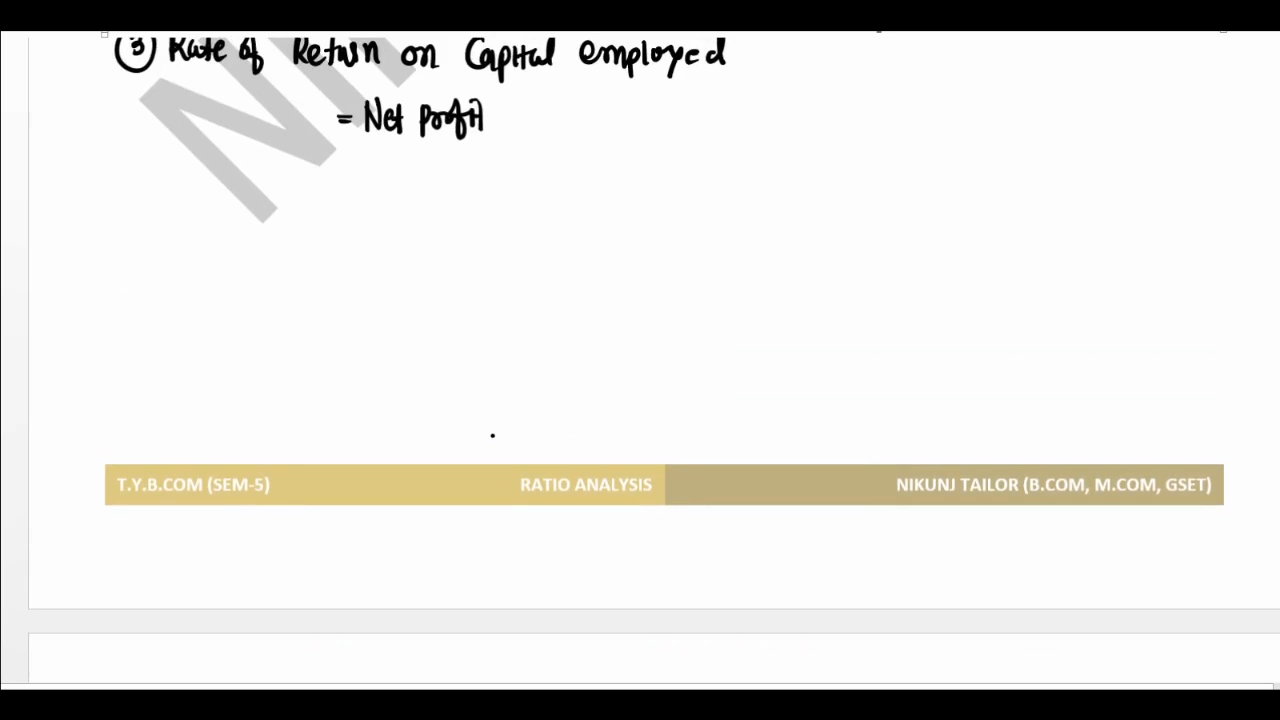 ③ Rate of Return on Capital employed
= Net profit
T.Y.B.COM (SEM-5) RATIO ANALYSIS NIKUNJ TAILOR (B.COM, M.COM, GSET)